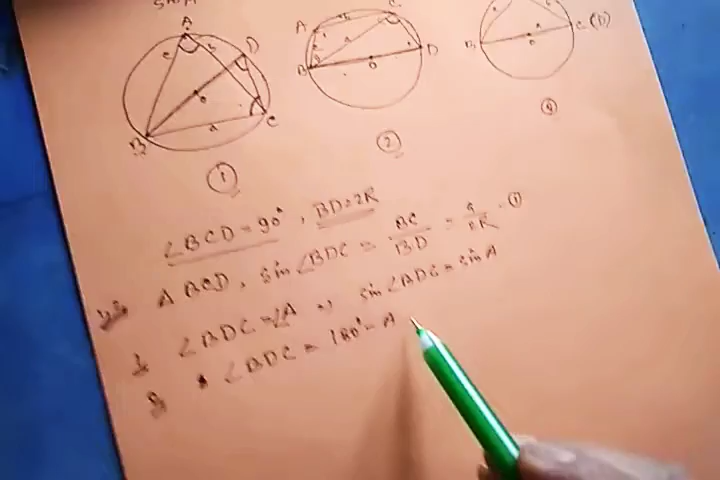 A
D
B
C
a
①
A
C
B
D
②
B
C (D)
④
∠BCD = 90°, BD = 2R
Δ BCD, sin ∠BDC = BC/BD = a/2R - ①
∠BDC = ∠A ⇒ sin ∠BDC = sin A
∠BDC = 180° - A